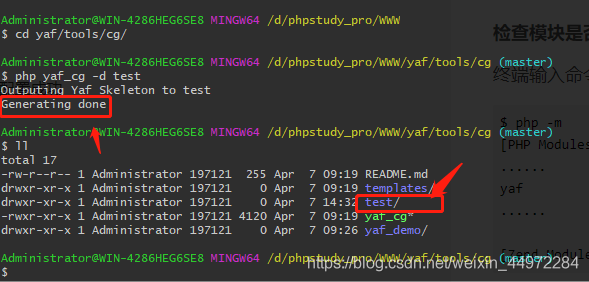 Administrator@WIN-4286HEG6SE8 MINGW64 /d/phpstudy_pro/WWW
$ cd yaf/tools/cg/
Administrator@WIN-4286HEG6SE8 MINGW64 /d/phpstudy_pro/WWW/yaf/tools/cg (master)
$ php yaf_cg -d test
Outputing Yaf Skeleton to test
Generating done
Administrator@WIN-4286HEG6SE8 MINGW64 /d/phpstudy_pro/WWW/yaf/tools/cg (master)
$ ll
total 17
-rw-r--r-- 1 Administrator 197121  255 Apr  7 09:19 README.md
drwxr-xr-x 1 Administrator 197121    0 Apr  7 09:19 templates/
drwxr-xr-x 1 Administrator 197121    0 Apr  7 14:32 test/
-rwxr-xr-x 1 Administrator 197121 4120 Apr  7 09:19 yaf_cg*
drwxr-xr-x 1 Administrator 197121    0 Apr  7 09:26 yaf_demo/
Administrator@WIN-4286HEG6SE8 MINGW64 /d/phpstudy_pro/WWW/yaf/tools/cg (master)
$
检查模块是否
终端输入命令
$ php -m
[PHP Modules
......
yaf
......
[Zend Module
https://blog.csdn.net/weixin_44972284